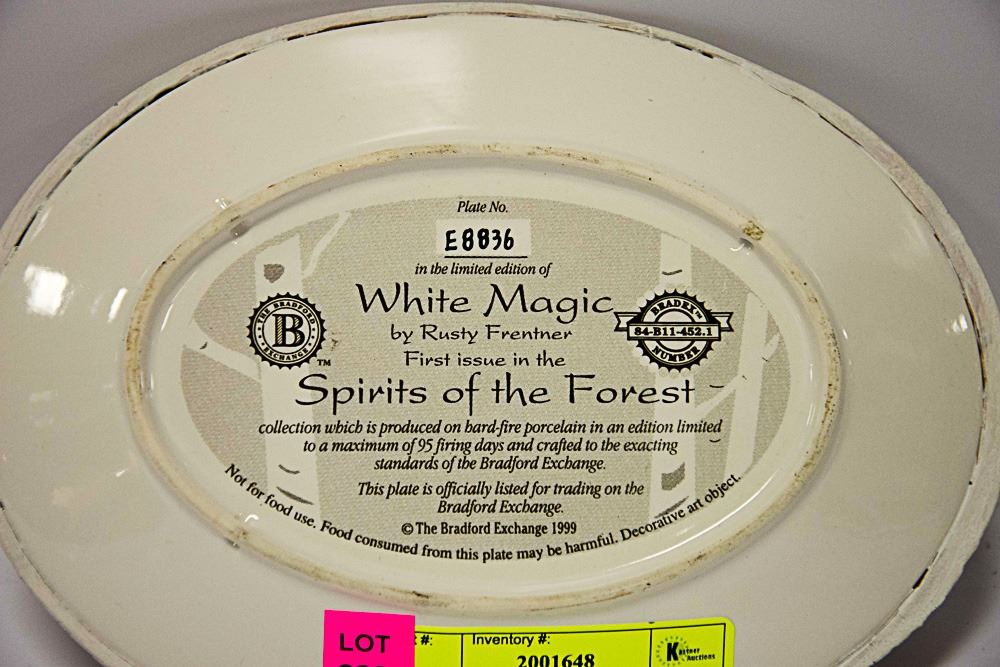 Plate No.
E8836
in the limited edition of
White Magic
by Rusty Frentner
First issue in the
Spirits of the Forest
THE BRADFORD
B
EXCHANGE
TM
BRADEX™
84-B11-452.1
NUMBER
collection which is produced on hard-fire porcelain in an edition limited
to a maximum of 95 firing days and crafted to the exacting
standards of the Bradford Exchange.
This plate is officially listed for trading on the
Bradford Exchange.
© The Bradford Exchange 1999
Not for food use. Food consumed from this plate may be harmful. Decorative art object.
LOT
#:
Inventory #:
2001648
Kastner
Auctions